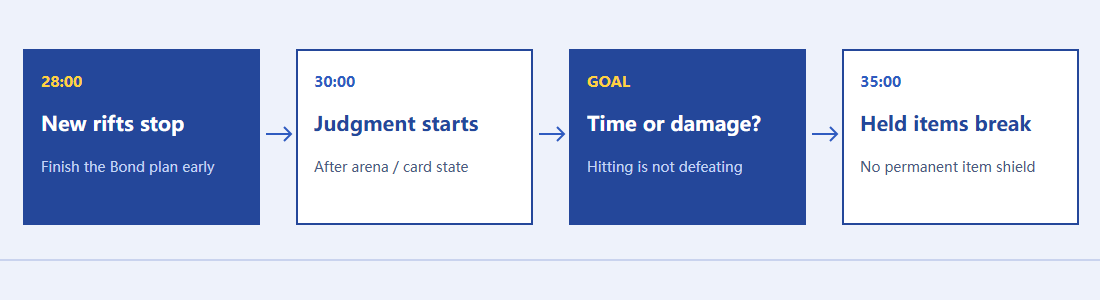 28:00
New rifts stop
Finish the Bond plan early
30:00
Judgment starts
After arena / card state
GOAL
Time or damage?
Hitting is not defeating
35:00
Held items break
No permanent item shield